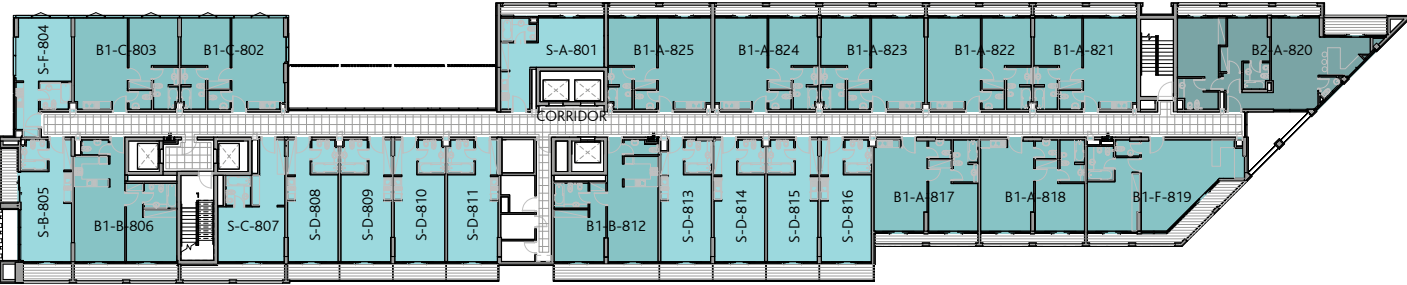 S-F-804
B1-C-803
B1-C-802
S-A-801
B1-A-825
B1-A-824
B1-A-823
B1-A-822
B1-A-821
B2-A-820
CORRIDOR
S-B-805
B1-B-806
S-C-807
S-D-808
S-D-809
S-D-810
S-D-811
B1-B-812
S-D-813
S-D-814
S-D-815
S-D-816
B1-A-817
B1-A-818
B1-F-819